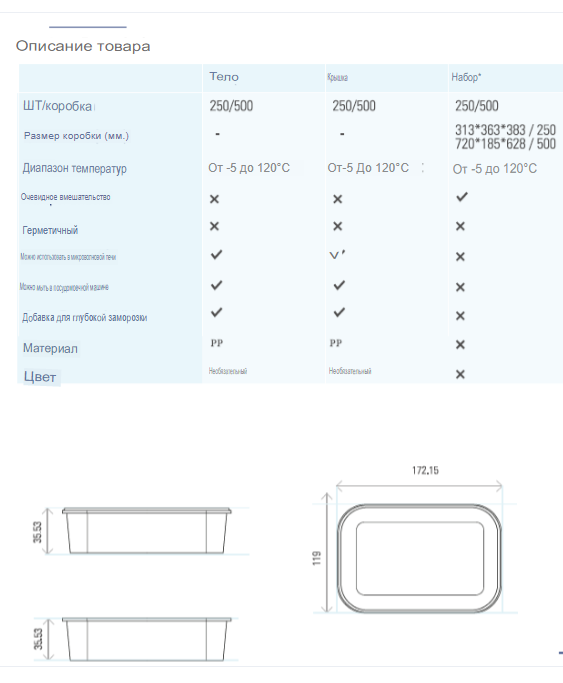 Описание товара
Тело Крышка Набор*
ШТ/коробка 250/500 250/500 250/500
Размер коробки (мм.) - - 313*363*383 / 250
720*185*628 / 500
Диапазон температур От -5 до 120°C От-5 До 120°C От -5 до 120°C
Очевидное вмешательство
Герметичный
Можно использовать в микроволновой печи
Можно мыть в посудомоечной машине
Добавка для глубокой заморозки
Материал PP PP
Цвет Необязательный Необязательный
172.15
35.53
119
35.53